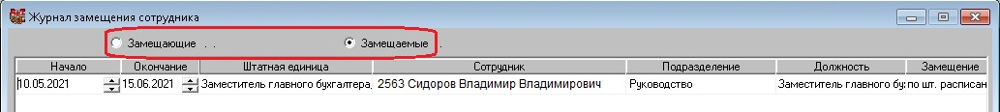 Журнал замещения сотрудника
Замещающие . . Замещаемые .
Начало Окончание Штатная единица Сотрудник Подразделение Должность Замещение
10.05.2021 15.06.2021 Заместитель главного бухгалтера, 2563 Сидоров Владимир Владимирович Руководство Заместитель главного бух по шт. расписан